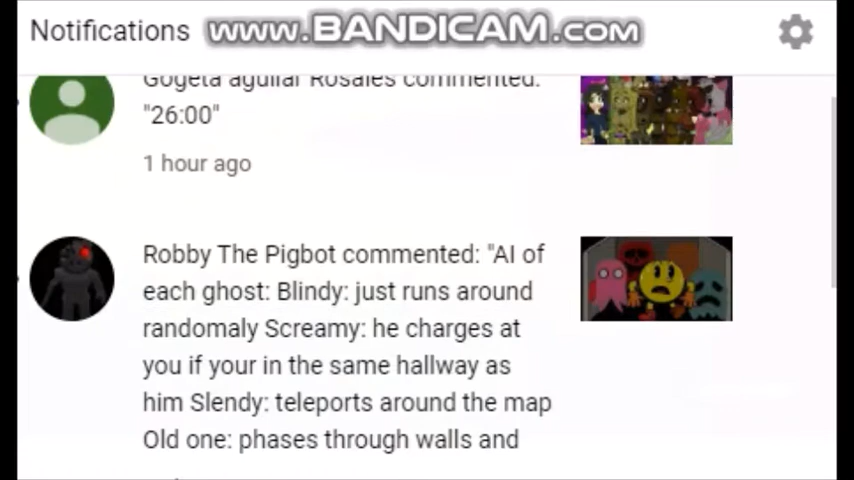 Notifications
www.BANDICAM.com
Goyeta aguilar Rosales commented:
"26:00"
1 hour ago
Robby The Pigbot commented: "AI of
each ghost: Blindy: just runs around
randomaly Screamy: he charges at
you if your in the same hallway as
him Slendy: teleports around the map
Old one: phases through walls and